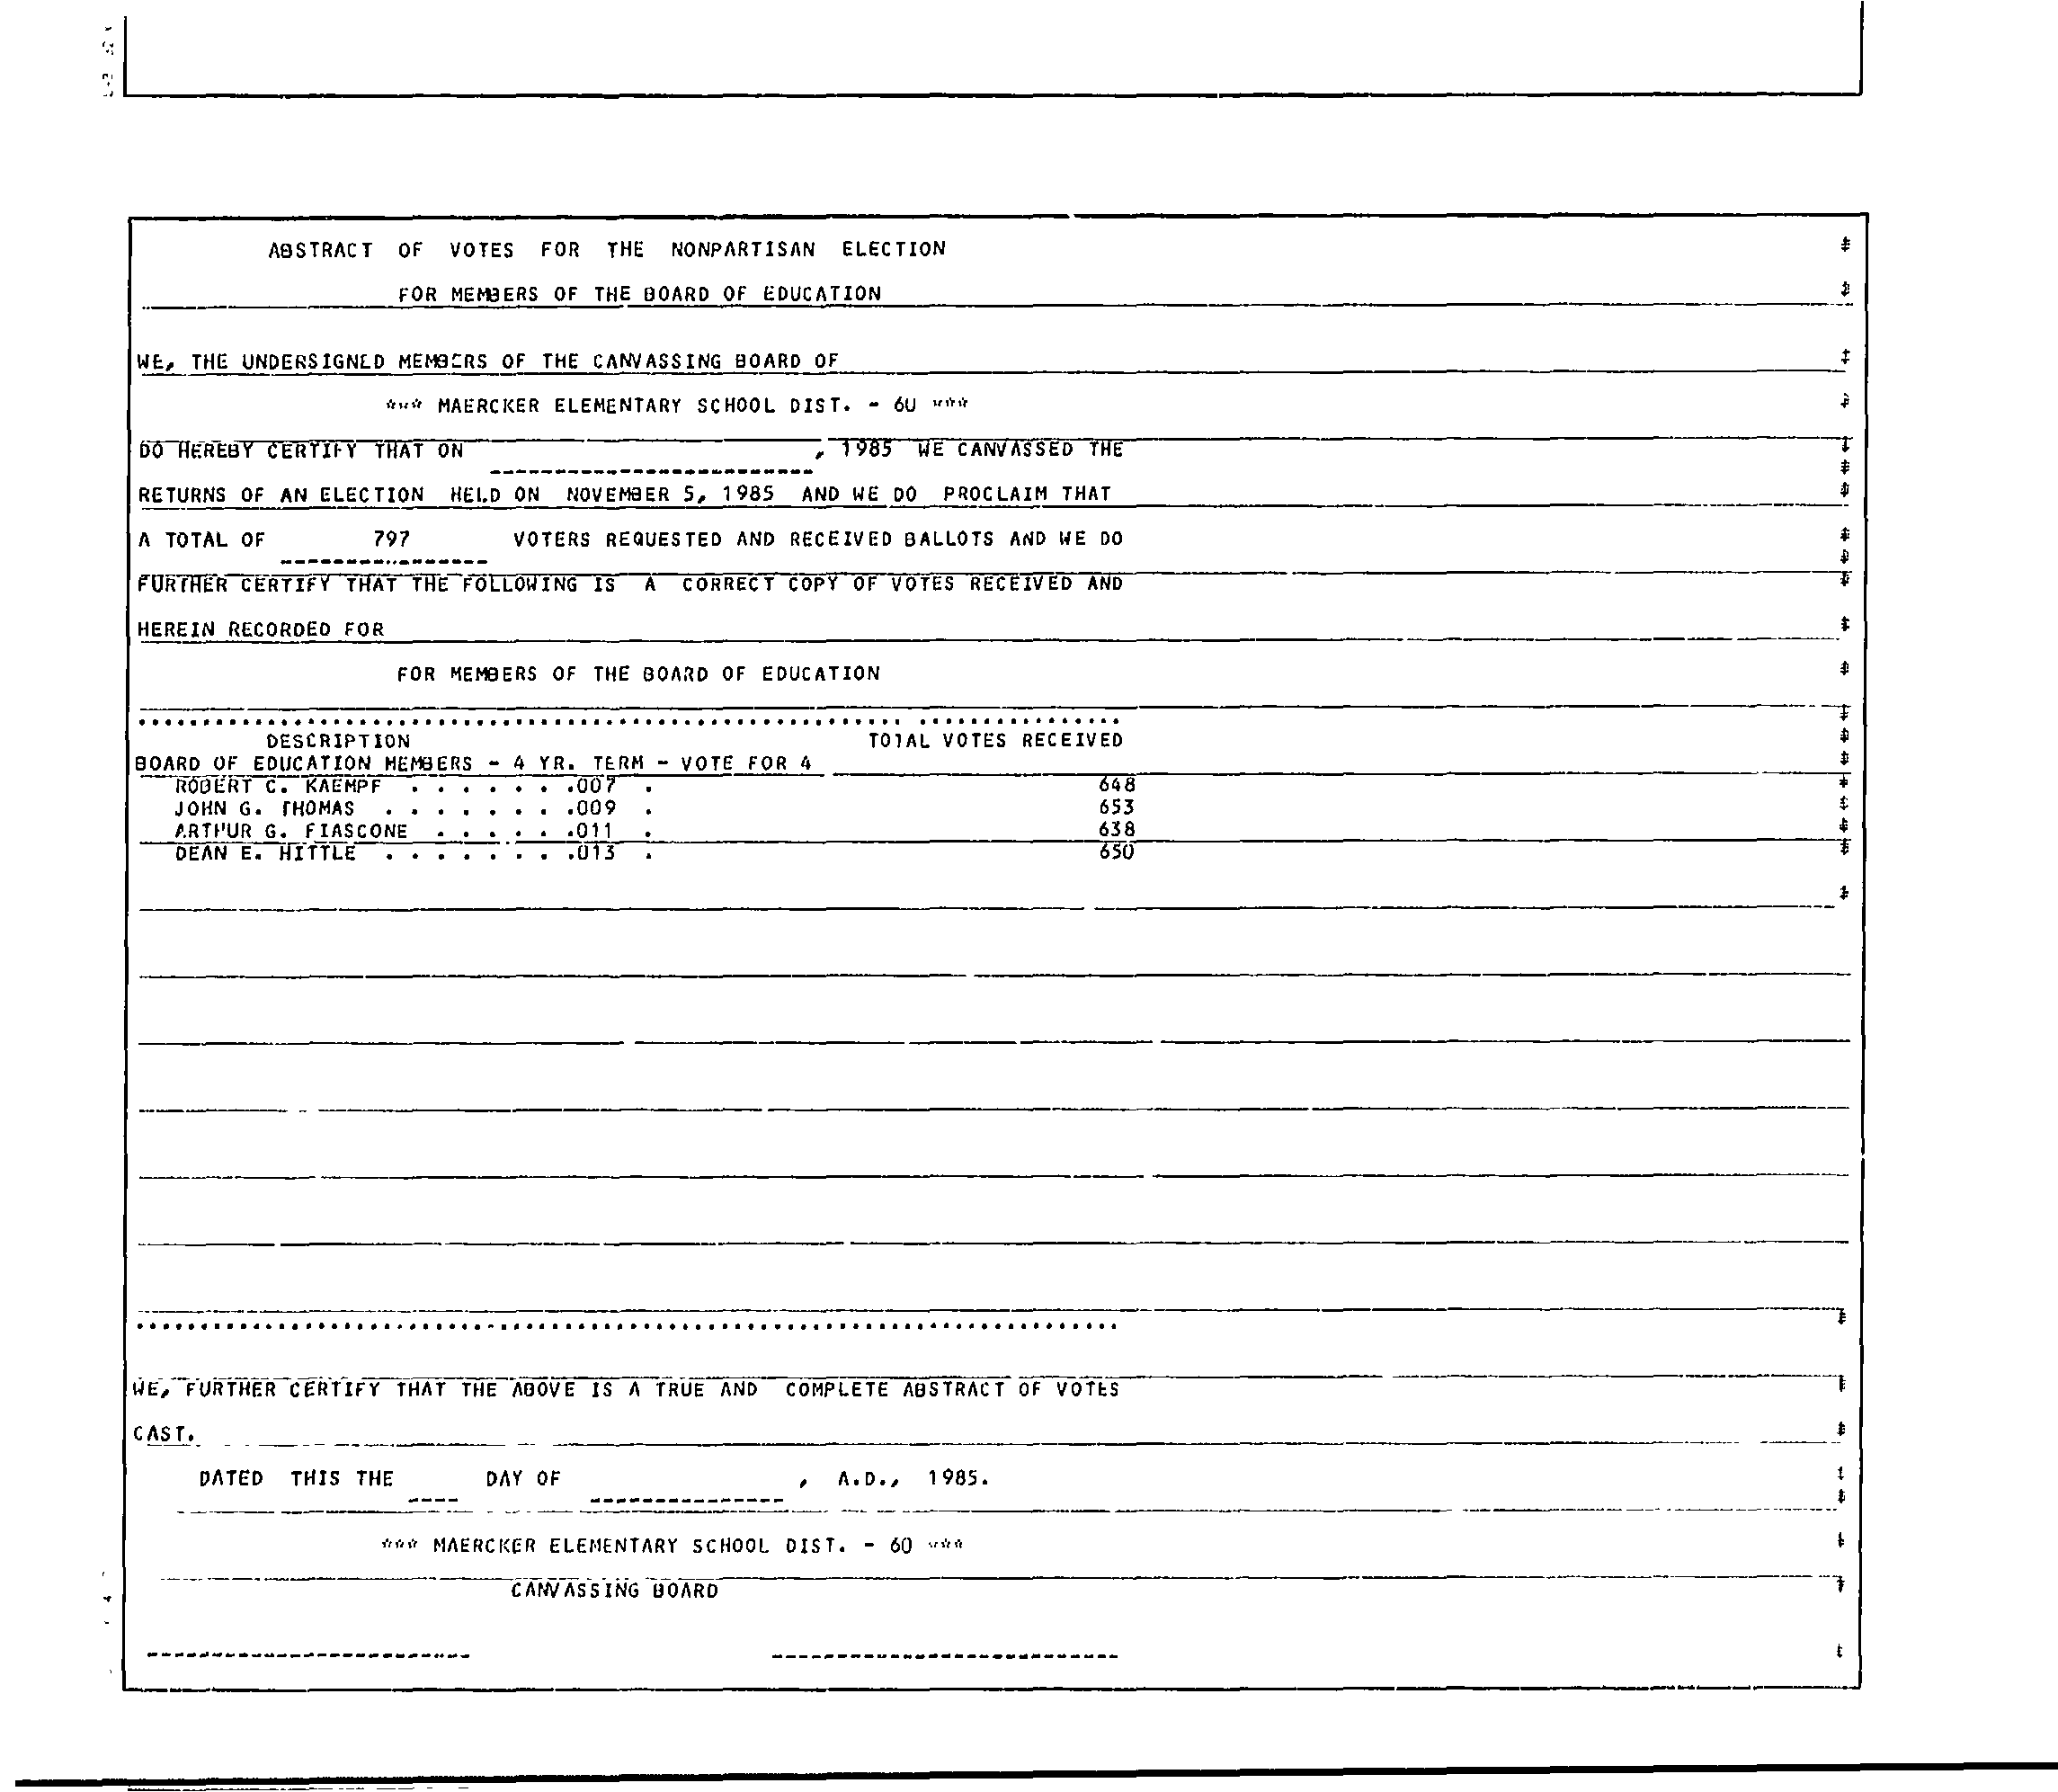 ABSTRACT OF VOTES FOR THE NONPARTISAN ELECTION
FOR MEMBERS OF THE BOARD OF EDUCATION
WE, THE UNDERSIGNED MEMBERS OF THE CANVASSING BOARD OF
*** MAERCKER ELEMENTARY SCHOOL DIST. - 60 ***
DO HEREBY CERTIFY THAT ON , 1985 WE CANVASSED THE
RETURNS OF AN ELECTION HELD ON NOVEMBER 5, 1985 AND WE DO PROCLAIM THAT
A TOTAL OF 797 VOTERS REQUESTED AND RECEIVED BALLOTS AND WE DO
FURTHER CERTIFY THAT THE FOLLOWING IS A CORRECT COPY OF VOTES RECEIVED AND
HEREIN RECORDED FOR
FOR MEMBERS OF THE BOARD OF EDUCATION
DESCRIPTION TOTAL VOTES RECEIVED
BOARD OF EDUCATION MEMBERS - 4 YR. TERM - VOTE FOR 4
ROBERT C. KAEMPF . . . . . . .007 . 648
JOHN G. THOMAS . . . . . . . .009 . 653
ARTHUR G. FIASCONE . . . . . .011 . 638
DEAN E. HITTLE . . . . . . . .013 . 650
WE, FURTHER CERTIFY THAT THE ABOVE IS A TRUE AND COMPLETE ABSTRACT OF VOTES
CAST.
DATED THIS THE DAY OF , A.D., 1985.
*** MAERCKER ELEMENTARY SCHOOL DIST. - 60 ***
CANVASSING BOARD